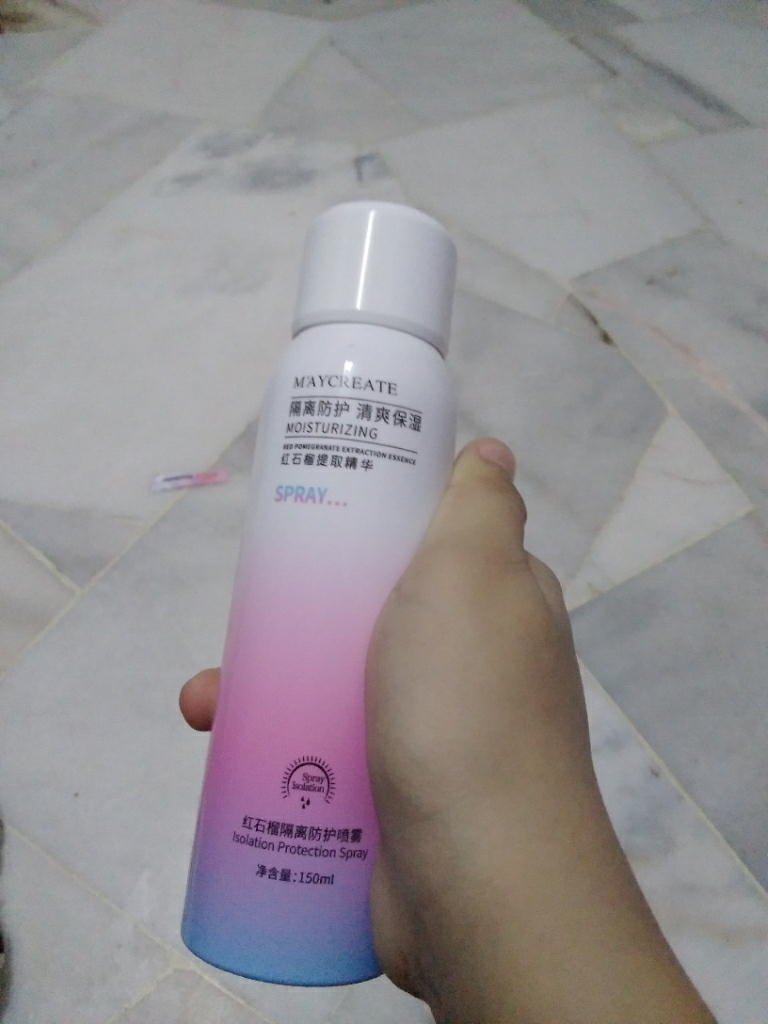 MAYCREATE
隔离防护 清爽保湿
MOISTURIZING
RED POMEGRANATE EXTRACTION ESSENCE
红石榴提取精华
SPRAY...
Spray
Isolation
红石榴隔离防护喷雾
Isolation Protection Spray
净含量:150ml